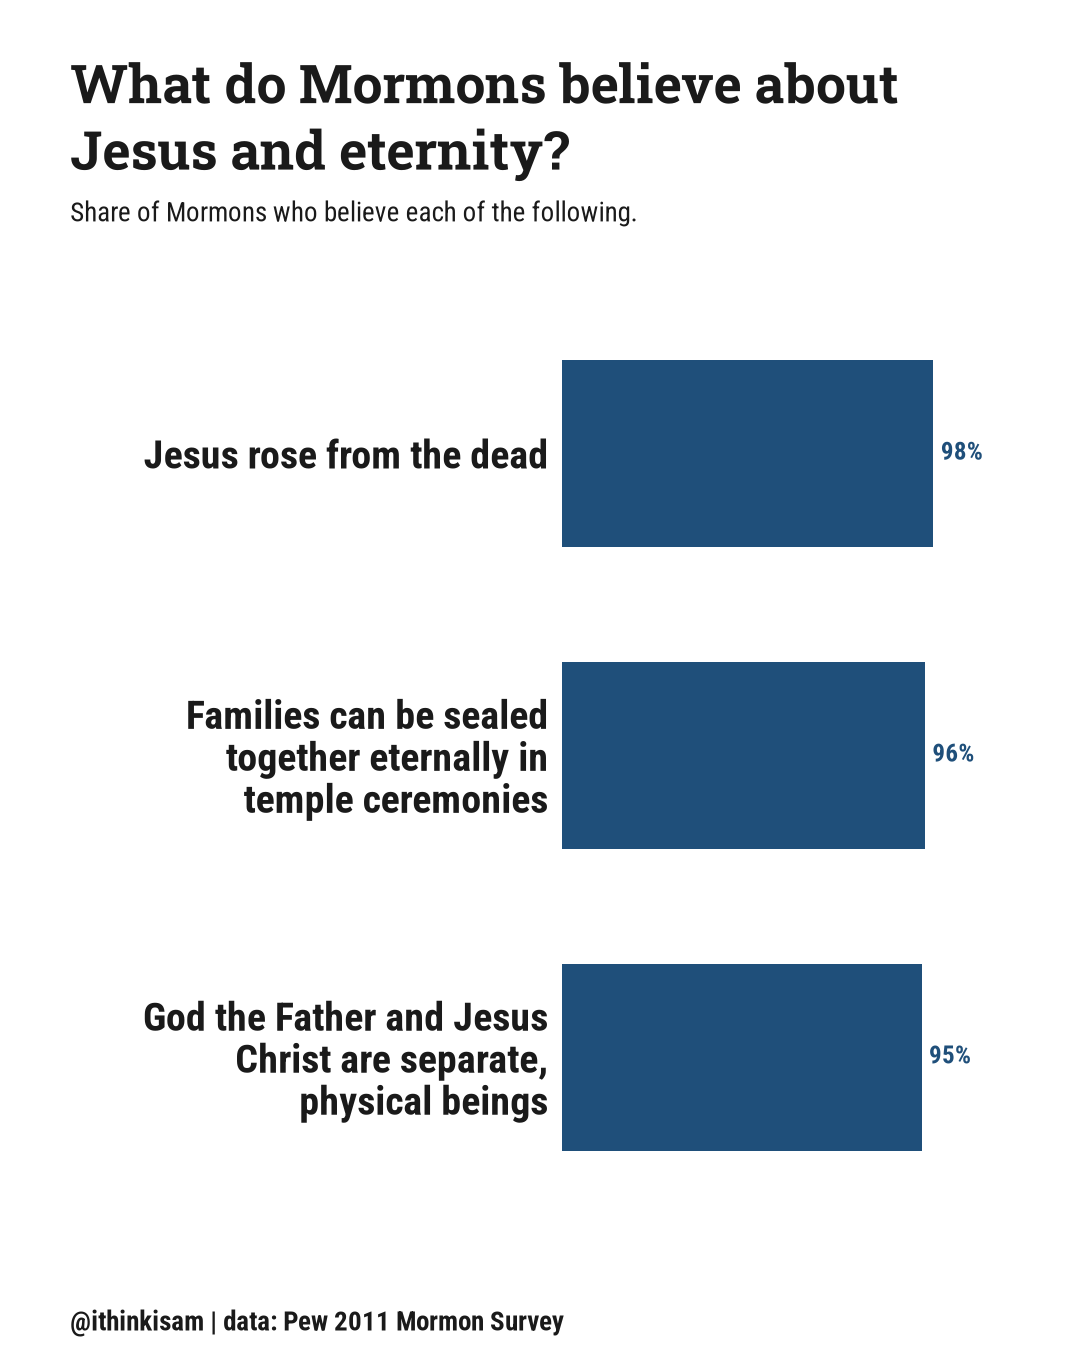 What do Mormons believe about
Jesus and eternity?
Share of Mormons who believe each of the following.
Jesus rose from the dead
98%
Families can be sealed
together eternally in
temple ceremonies
96%
God the Father and Jesus
Christ are separate,
physical beings
95%
@ithinkisam | data: Pew 2011 Mormon Survey